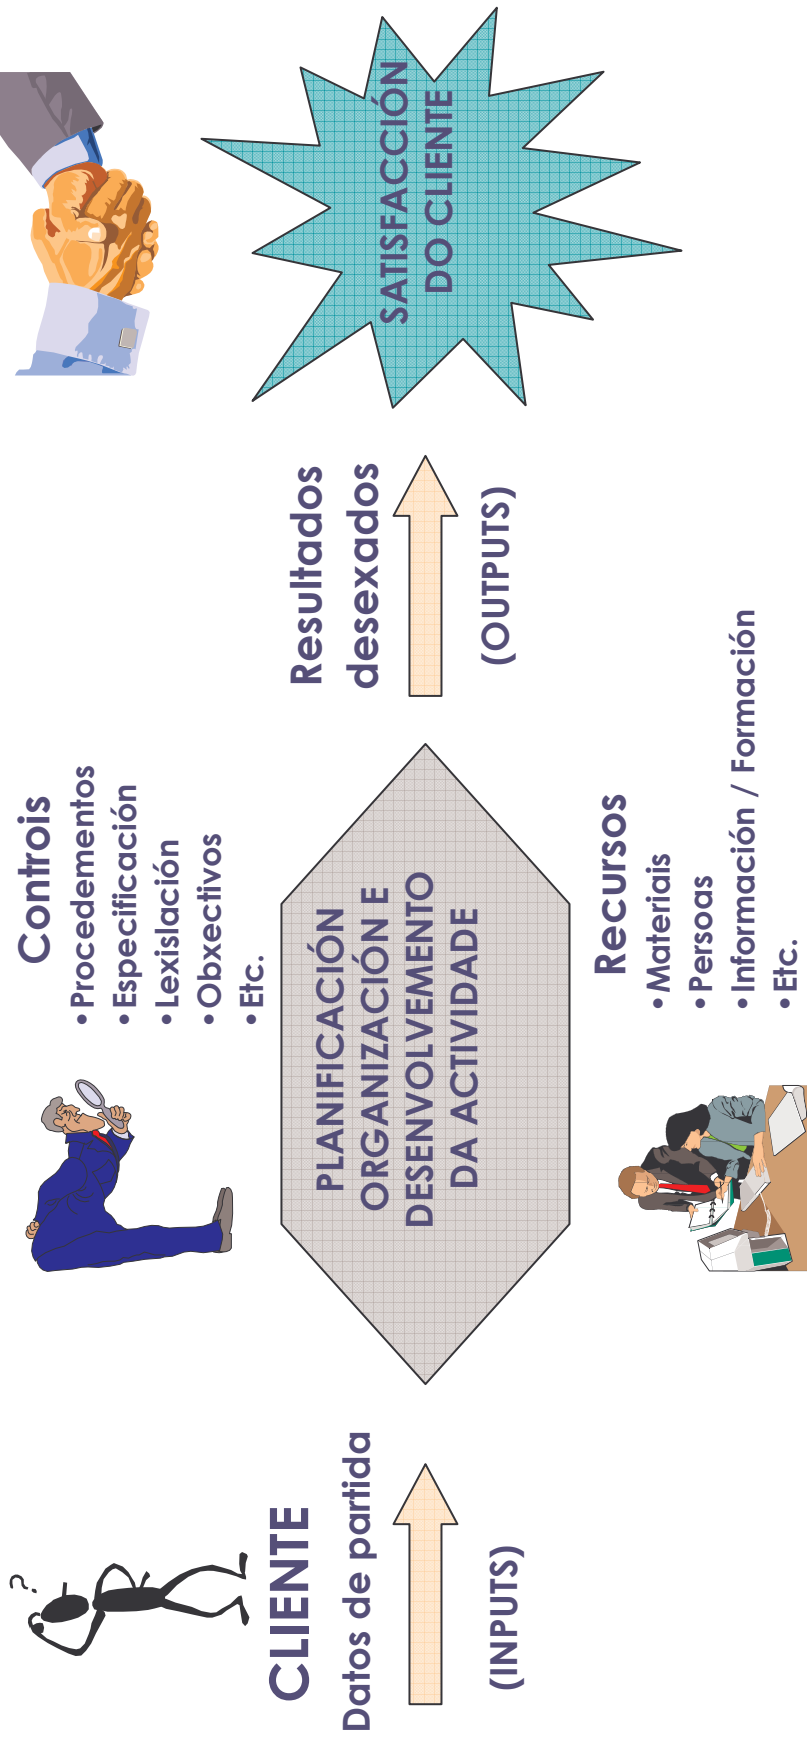 CLIENTE
Datos de partida
(INPUTS)
?
Controis
•Procedementos
•Especificación
•Lexislación
•Obxectivos
•Etc.
PLANIFICACIÓN
ORGANIZACIÓN E
DESENVOLVEMENTO
DA ACTIVIDADE
Recursos
•Materiais
•Persoas
•Información / Formación
•Etc.
Resultados
desexados
(OUTPUTS)
SATISFACCIÓN
DO CLIENTE